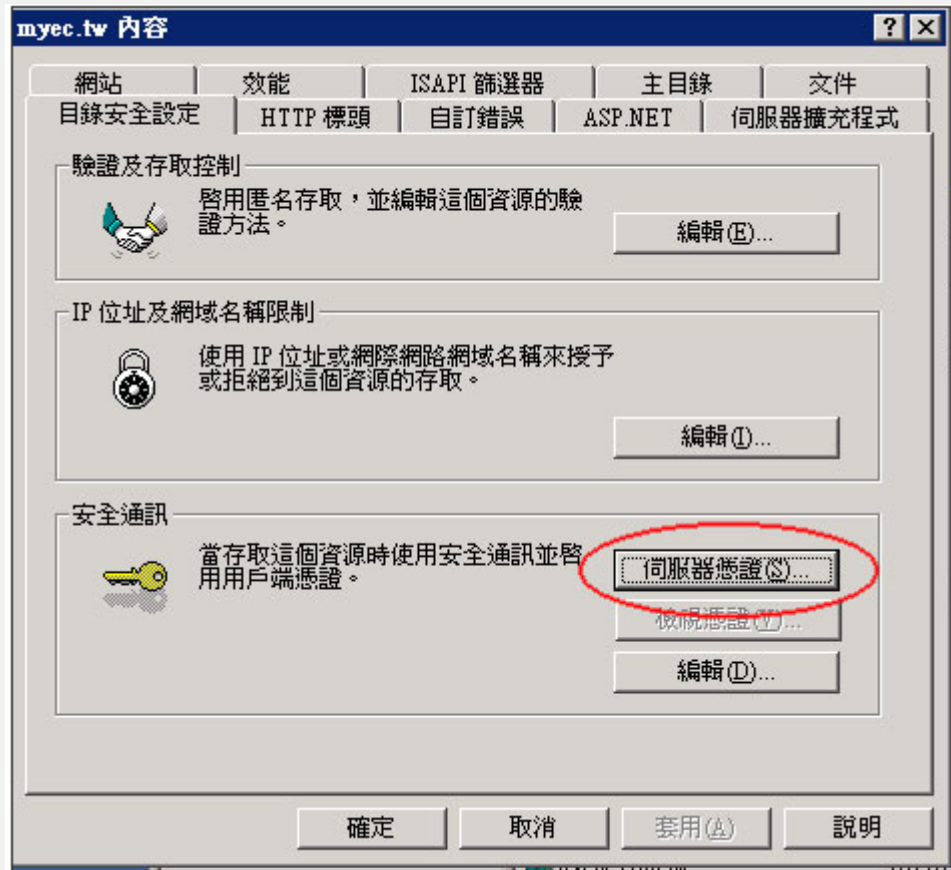 myec.tw 內容
網站 效能 ISAPI 篩選器 主目錄 文件
目錄安全設定 HTTP 標頭 自訂錯誤 ASP.NET 伺服器擴充程式
驗證及存取控制
啟用匿名存取，並編輯這個資源的驗
證方法。
編輯(E)...
IP 位址及網域名稱限制
使用 IP 位址或網際網路網域名稱來授予
或拒絕到這個資源的存取。
編輯(I)...
安全通訊
當存取這個資源時使用安全通訊並啟
用用戶端憑證。
伺服器憑證(S)...
檢視憑證(V)...
編輯(D)...
確定 取消 套用(A) 說明